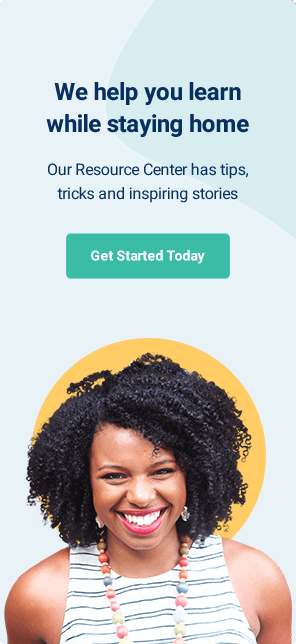 We help you learn
while staying home
Our Resource Center has tips,
tricks and inspiring stories
Get Started Today